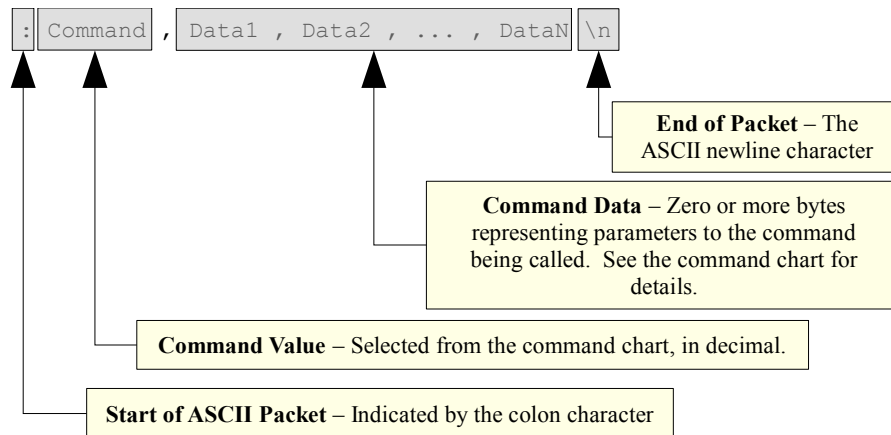 : Command , Data1 , Data2 , ... , DataN \n
End of Packet – The
ASCII newline character
Command Data – Zero or more bytes
representing parameters to the command
being called. See the command chart for
details.
Command Value – Selected from the command chart, in decimal.
Start of ASCII Packet – Indicated by the colon character